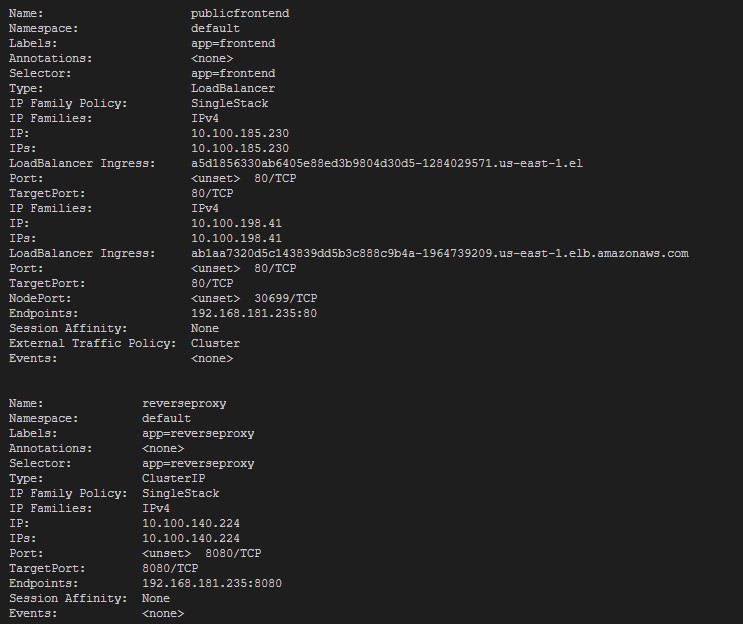 Name:                     publicfrontend
Namespace:                default
Labels:                   app=frontend
Annotations:              <none>
Selector:                 app=frontend
Type:                     LoadBalancer
IP Family Policy:         SingleStack
IP Families:              IPv4
IP:                       10.100.185.230
IPs:                      10.100.185.230
LoadBalancer Ingress:     a5d1856330ab6405e88ed3b9804d30d5-1284029571.us-east-1.el
Port:                     <unset>  80/TCP
TargetPort:               80/TCP
IP Families:              IPv4
IP:                       10.100.198.41
IPs:                      10.100.198.41
LoadBalancer Ingress:     ab1aa7320d5c143839dd5b3c888c9b4a-1964739209.us-east-1.elb.amazonaws.com
Port:                     <unset>  80/TCP
TargetPort:               80/TCP
NodePort:                 <unset>  30699/TCP
Endpoints:                192.168.181.235:80
Session Affinity:         None
External Traffic Policy:  Cluster
Events:                   <none>
Name:              reverseproxy
Namespace:         default
Labels:            app=reverseproxy
Annotations:       <none>
Selector:          app=reverseproxy
Type:              ClusterIP
IP Family Policy:  SingleStack
IP Families:       IPv4
IP:                10.100.140.224
IPs:               10.100.140.224
Port:              <unset>  8080/TCP
TargetPort:        8080/TCP
Endpoints:         192.168.181.235:8080
Session Affinity:  None
Events:            <none>